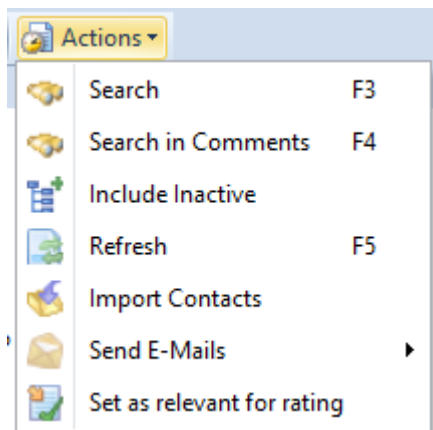 Actions
Search F3
Search in Comments F4
Include Inactive
Refresh F5
Import Contacts
Send E-Mails
Set as relevant for rating